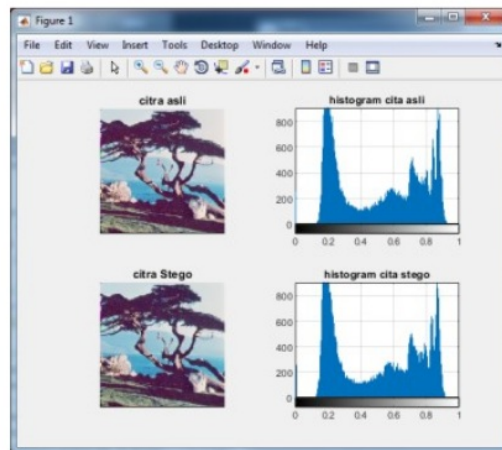 Figure 1
File Edit View Insert Tools Desktop Window Help
citra asli
histogram cita asli
800
600
400
200
0
0 0.2 0.4 0.6 0.8 1
citra Stego
histogram cita stego
800
600
400
200
0
0 0.2 0.4 0.6 0.8 1